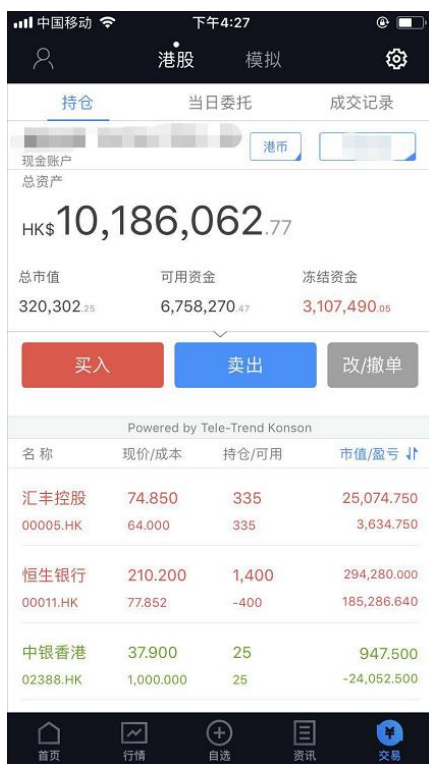 中国移动 下午4:27
港股 模拟
持仓 当日委托 成交记录
港币
现金账户
总资产
HK$10,186,062.77
总市值 可用资金 冻结资金
320,302.25 6,758,270.47 3,107,490.05
买入 卖出 改/撤单
Powered by Tele-Trend Konson
名称 现价/成本 持仓/可用 市值/盈亏
汇丰控股 74.850 335 25,074.750
00005.HK 64.000 335 3,634.750
恒生银行 210.200 1,400 294,280.000
00011.HK 77.852 -400 185,286.640
中银香港 37.900 25 947.500
02388.HK 1,000.000 25 -24,052.500
首页 行情 自选 资讯 交易